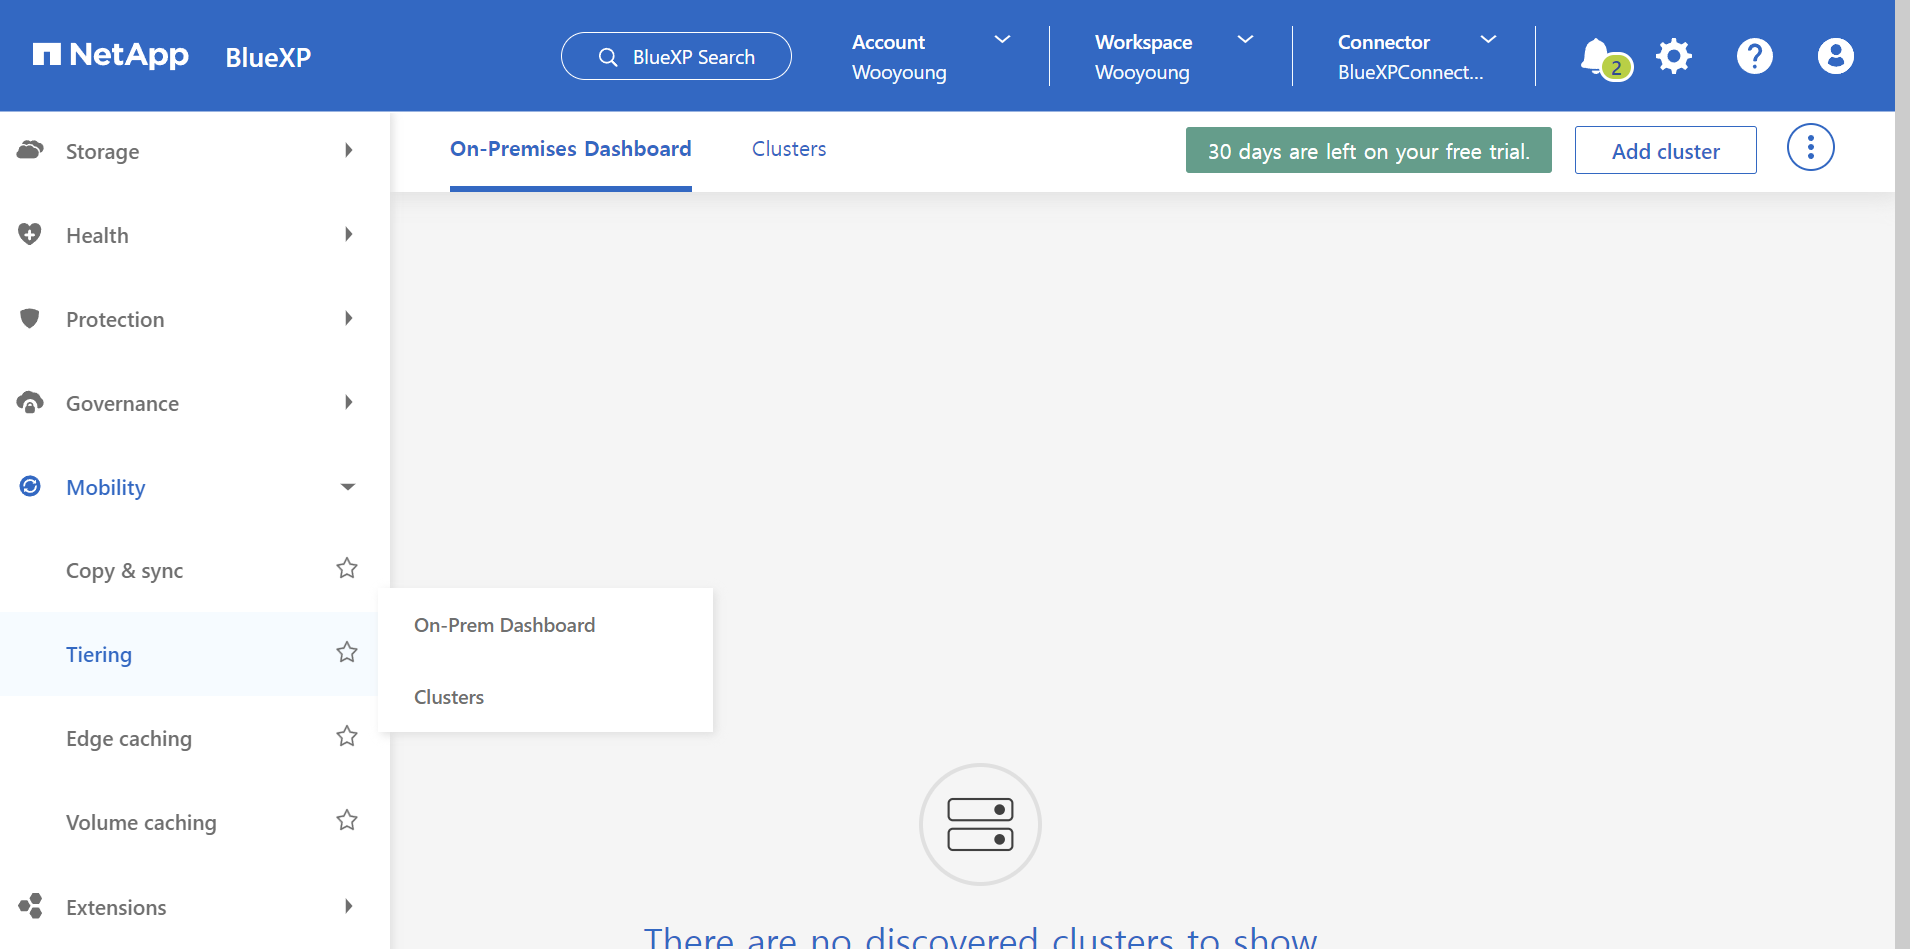 NetApp BlueXP
BlueXP Search
Account
Wooyoung
Workspace
Wooyoung
Connector
BlueXPConnect...
2
Storage
Health
Protection
Governance
Mobility
Copy & sync
Tiering
Edge caching
Volume caching
Extensions
On-Premises Dashboard
Clusters
30 days are left on your free trial.
Add cluster
On-Prem Dashboard
Clusters
There are no discovered clusters to show